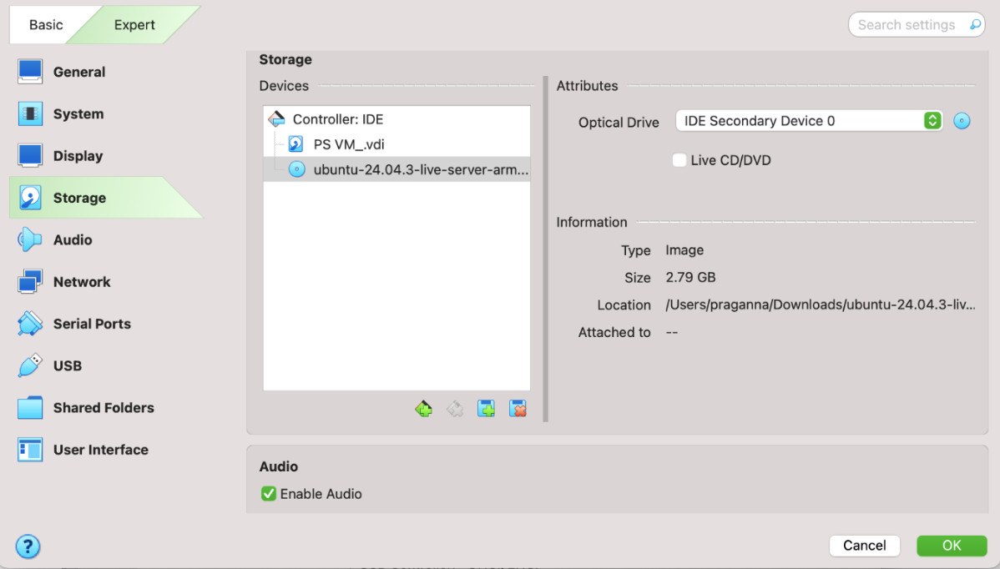 Basic
Expert
Search settings
General
System
Display
Storage
Audio
Network
Serial Ports
USB
Shared Folders
User Interface
Storage
Devices
Controller: IDE
PS VM_.vdi
ubuntu-24.04.3-live-server-arm...
Attributes
Optical Drive IDE Secondary Device 0
Live CD/DVD
Information
Type Image
Size 2.79 GB
Location /Users/praganna/Downloads/ubuntu-24.04.3-liv...
Attached to --
Audio
Enable Audio
?
Cancel
OK